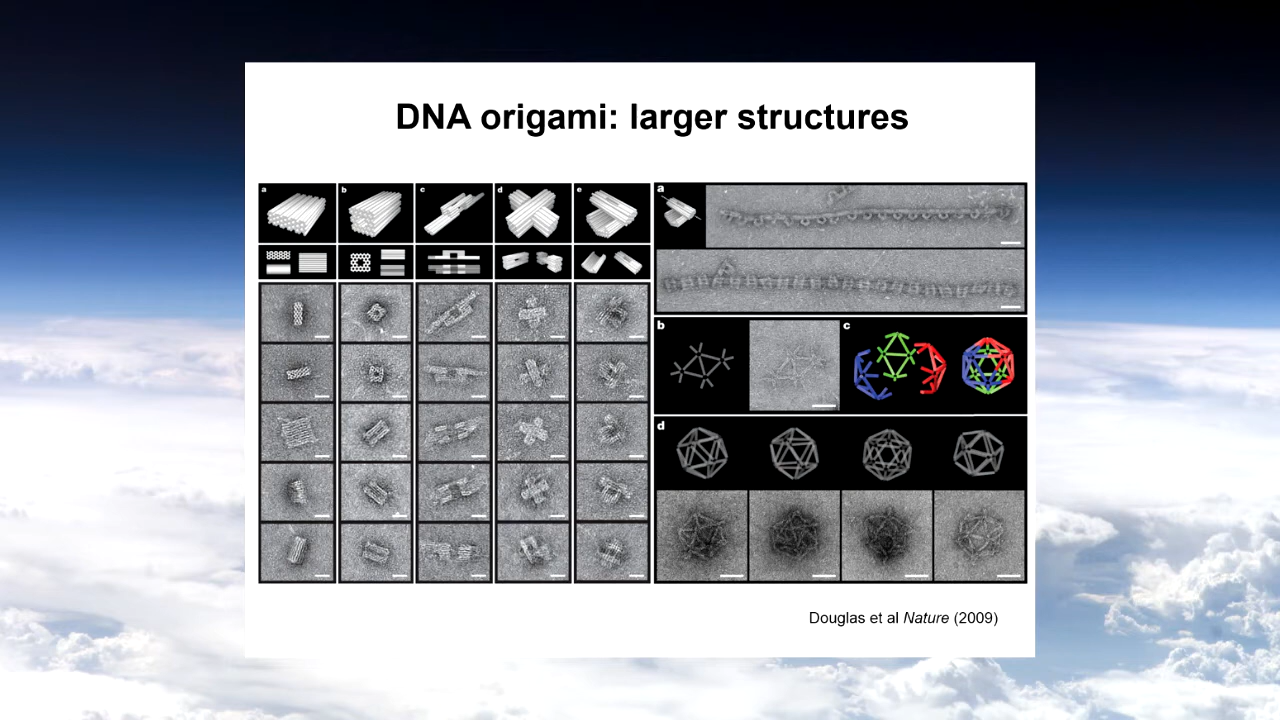 DNA origami: larger structures
a
b
c
d
e
a
b
c
d
Douglas et al Nature (2009)